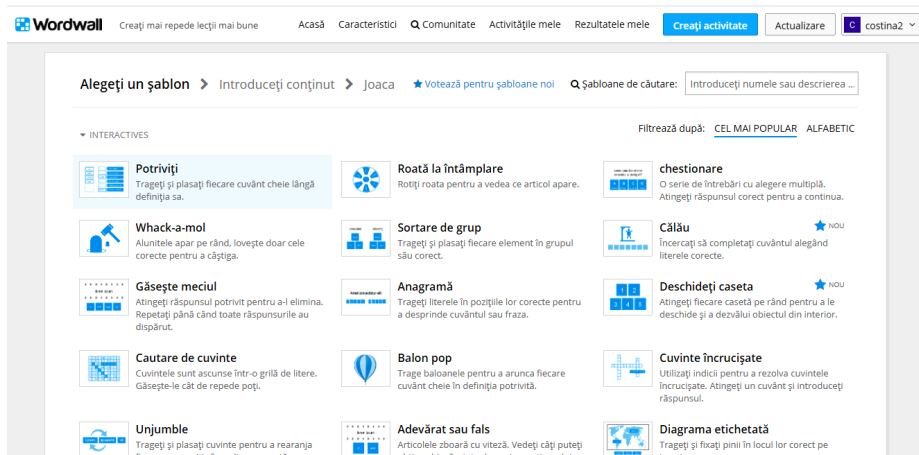 Wordwall Creați mai repede lecții mai bune Acasă Caracteristici Comunitate Activitățile mele Rezultatele mele Creați activitate Actualizare C costina2
Alegeți un șablon Introduceți conținut Joaca Votează pentru șabloane noi Șabloane de căutare: Introduceți numele sau descrierea ...
INTERACTIVES Filtrează după: CEL MAI POPULAR ALFABETIC
Potriviți
Trageți și plasați fiecare cuvânt cheie lângă
definiția sa.
Roată la întâmplare
Rotiți roata pentru a vedea ce articol apare.
chestionare
O serie de întrebări cu alegere multiplă.
Atingeți răspunsul corect pentru a continua.
Whack-a-mol
Alunitele apar pe rând, lovește doar cele
corecte pentru a câștiga.
Sortare de grup
Trageți și plasați fiecare element în grupul
său corect.
Călău NOU
Încercați să completați cuvântul alegând
literele corecte.
Găsește meciul
Atingeți răspunsul potrivit pentru a-l elimina.
Repetați până când toate răspunsurile au
dispărut.
Anagramă
Trageți literele în pozițiile lor corecte pentru
a desprinde cuvântul sau fraza.
Deschideți caseta NOU
Atingeți fiecare casetă pe rând pentru a le
deschide și a dezvălui obiectul din interior.
Cautare de cuvinte
Cuvintele sunt ascunse într-o grilă de litere.
Găsește-le cât de repede poți.
Balon pop
Trage baloanele pentru a arunca fiecare
cuvânt cheie în definiția potrivită.
Cuvinte încrucișate
Utilizați indicii pentru a rezolva cuvintele
încrucișate. Atingeți un cuvânt și introduceți
răspunsul.
Unjumble
Trageți și plasați cuvinte pentru a rearanja
Adevărat sau fals
Articolele zboară cu viteză. Vedeți câți puteți
Diagrama etichetată
Trageți și fixați pinii în locul lor corect pe